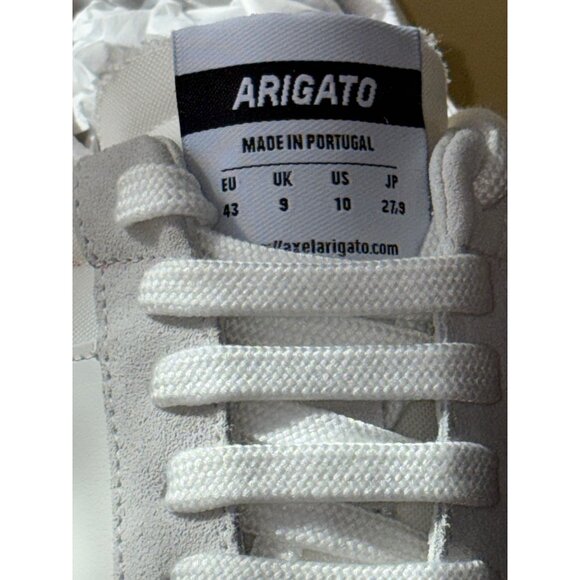 ARIGATO
MADE IN PORTUGAL
EU UK US JP
43 9 10 27,9
//axelarigato.com